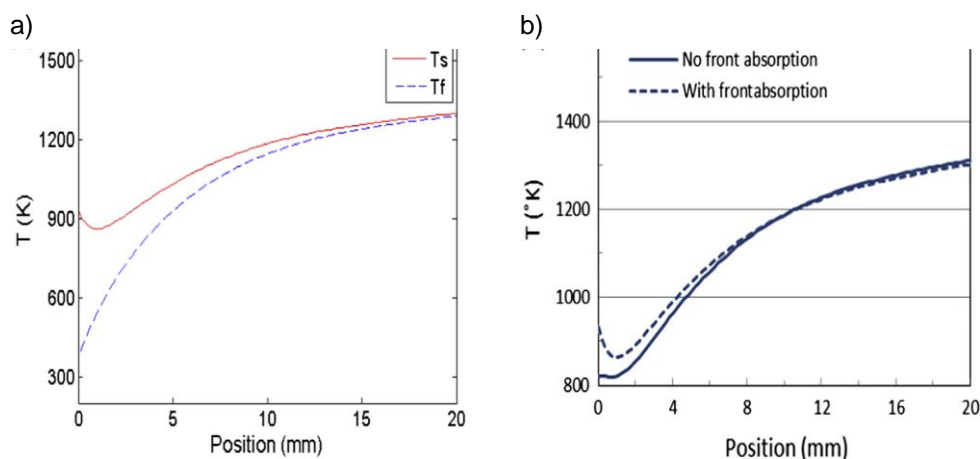 a)
1500
1200
900
600
300
T (K)
Ts
Tf
0 5 10 15 20
Position (mm)
b)
No front absorption
With frontabsorption
1400
1200
1000
800
T (°K)
0 4 8 12 16 20
Position (mm)